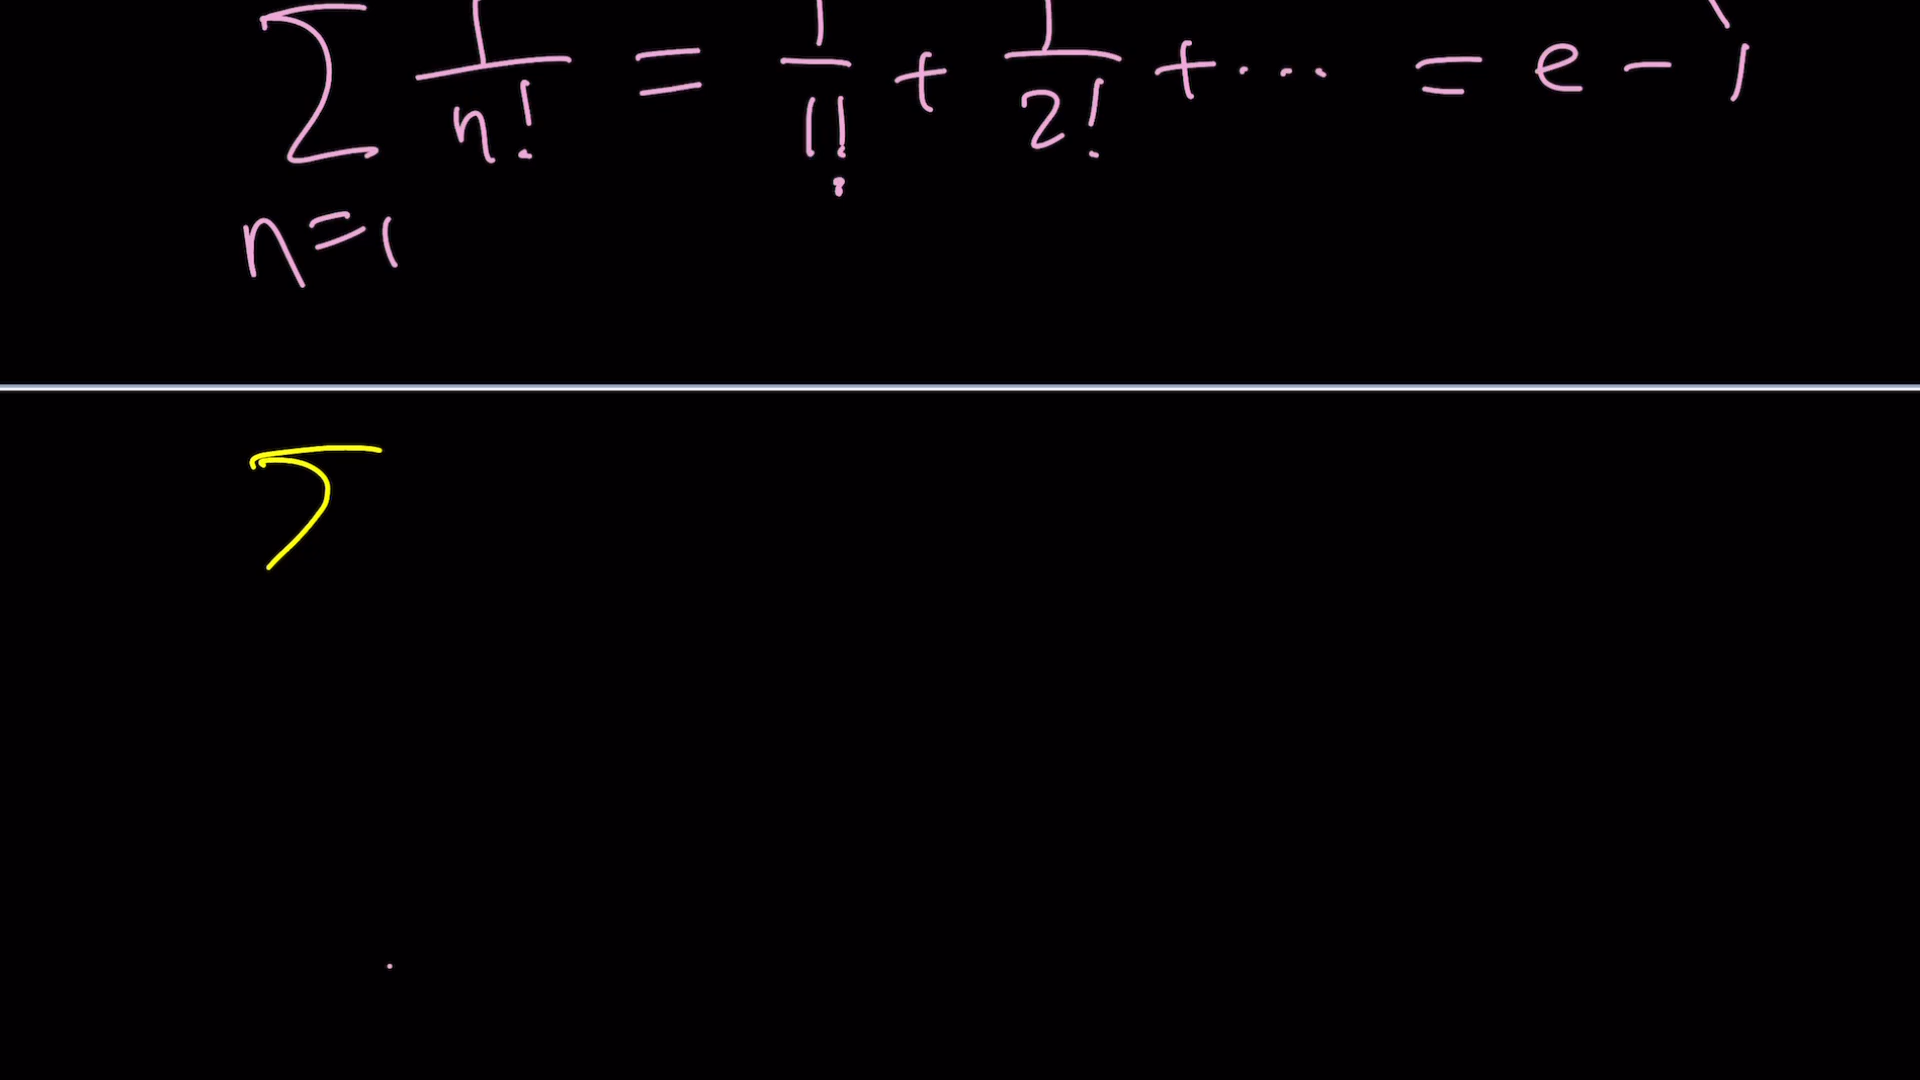 ∑ 1/n! = 1/1! + 1/2! + ... = e - 1
n=1